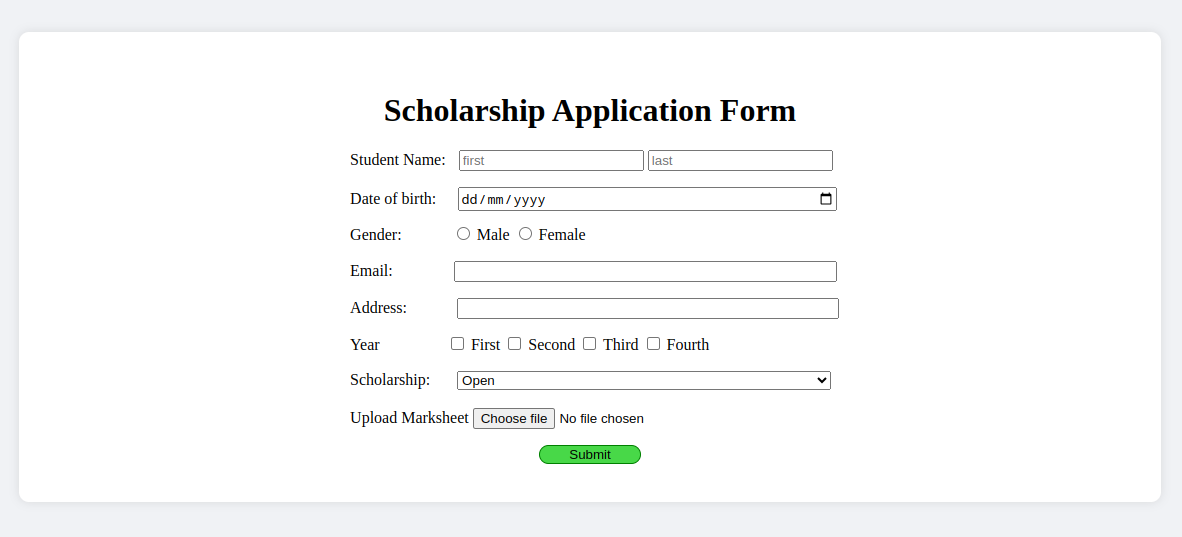 Scholarship Application Form
Student Name: first last
Date of birth: dd/mm/yyyy
Gender: Male Female
Email:
Address:
Year First Second Third Fourth
Scholarship: Open
Upload Marksheet Choose file No file chosen
Submit